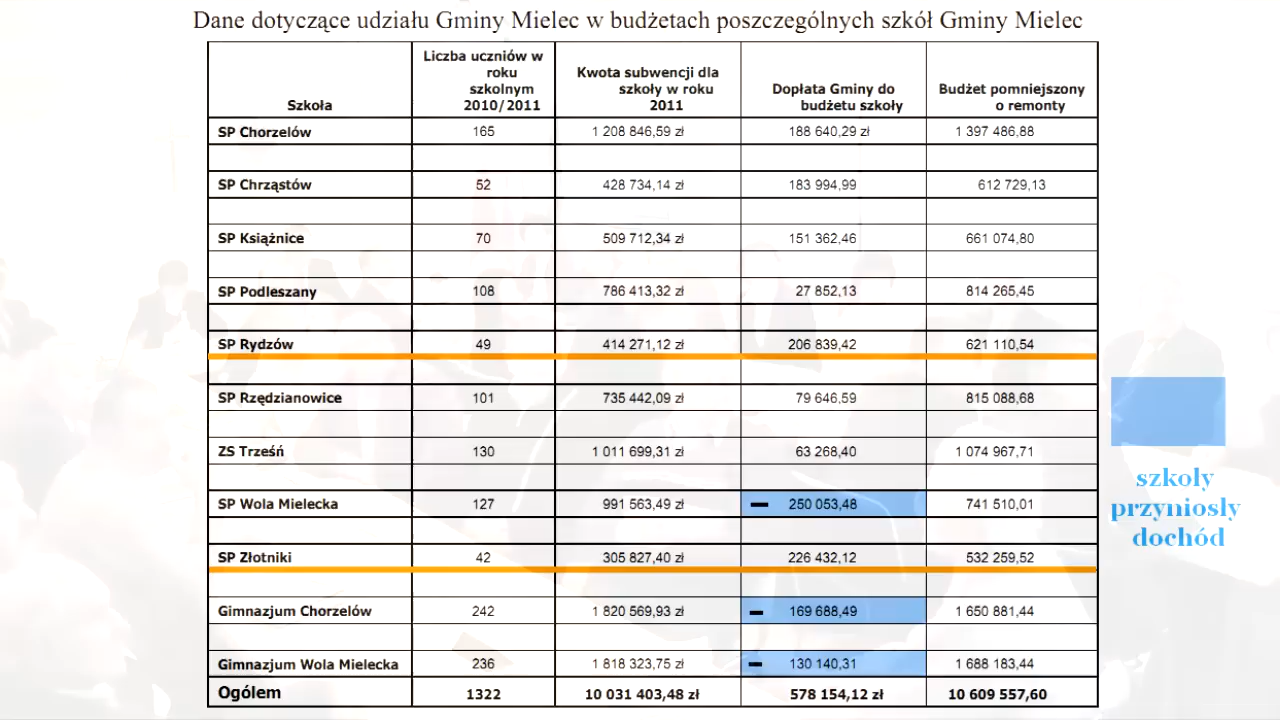 Dane dotyczące udziału Gminy Mielec w budżetach poszczególnych szkół Gminy Mielec
Szkoła
Liczba uczniów w
roku
szkolnym
2010/2011
Kwota subwencji dla
szkoły w roku
2011
Dopłata Gminy do
budżetu szkoły
Budżet pomniejszony
o remonty
SP Chorzelów 165 1 208 846,59 zł 188 640,29 zł 1 397 486,88
SP Chrząstów 52 428 734,14 zł 183 994,99 612 729,13
SP Książnice 70 509 712,34 zł 151 362,46 661 074,80
SP Podleszany 108 786 413,32 zł 27 852,13 814 265,45
SP Rydzów 49 414 271,12 zł 206 839,42 621 110,54
SP Rzędzianowice 101 735 442,09 zł 79 646,59 815 088,68
ZS Trześń 130 1 011 699,31 zł 63 268,40 1 074 967,71
SP Wola Mielecka 127 991 563,49 zł - 250 053,48 741 510,01
SP Złotniki 42 305 827,40 zł 226 432,12 532 259,52
Gimnazjum Chorzelów 242 1 820 569,93 zł - 169 688,49 1 650 881,44
Gimnazjum Wola Mielecka 236 1 818 323,75 zł - 130 140,31 1 688 183,44
Ogólem 1322 10 031 403,48 zł 578 154,12 zł 10 609 557,60
szkoly
przyniosly
dochód